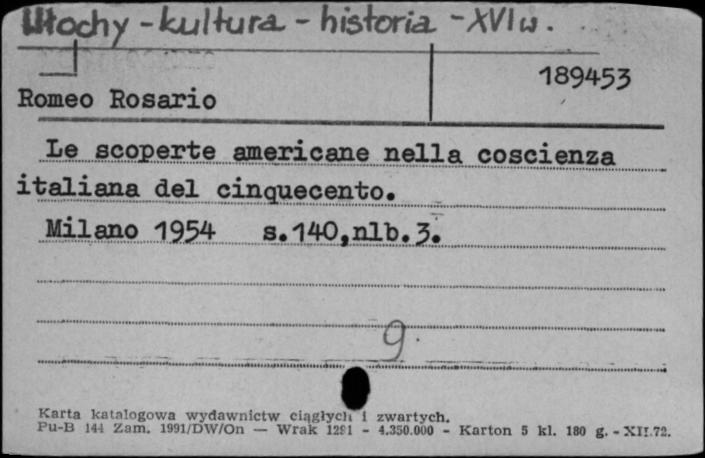 Włochy - kultura - historia - XVI w.
189453
Romeo Rosario
Le scoperte americane nella coscienza
italiana del cinquecento.
Milano 1954 s.140,nlb.3.
9
Karta katalogowa wydawnictw ciągłych i zwartych.
Pu-B 144 Zam. 1991/DW/On — Wrak 1291 - 4.350.000 - Karton 5 kl. 180 g. - XII.72.